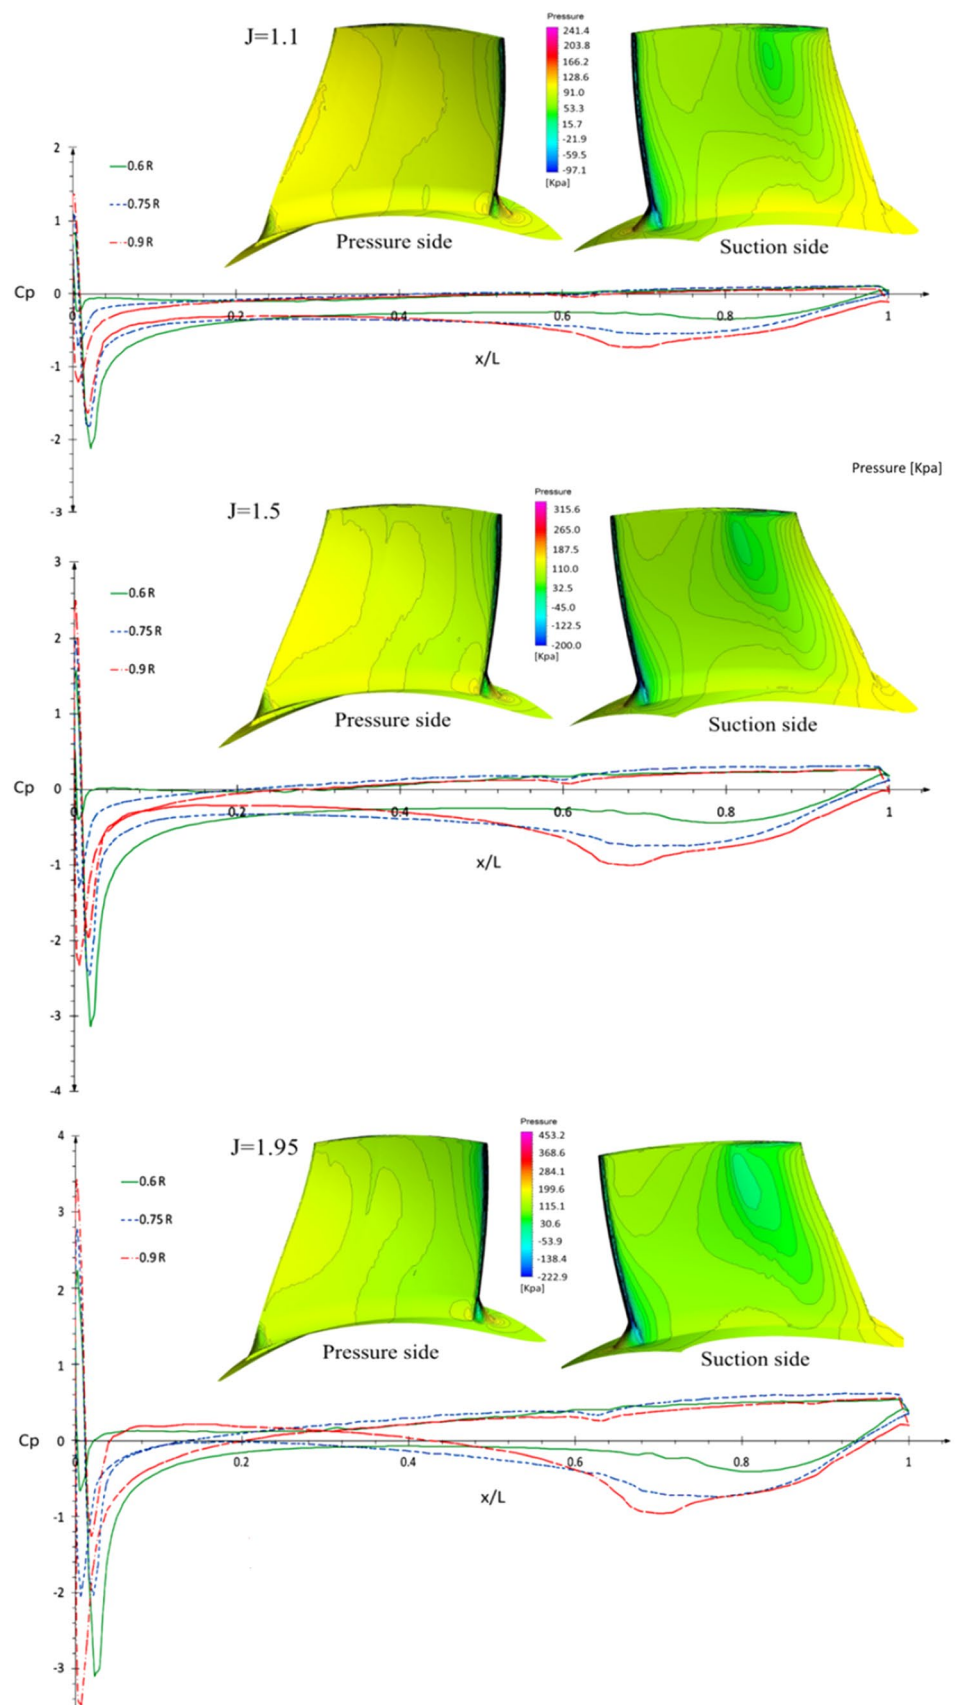 J=1.1
Pressure
241.4
203.8
166.2
128.6
91.0
53.3
15.7
-21.9
-59.5
-97.1
[Kpa]
Pressure side
Suction side
2
1
0
-1
-2
-3
0.6 R
0.75 R
0.9 R
Cp
0
0.2
0.4
0.6
0.8
1
x/L
Pressure [Kpa]
J=1.5
Pressure
315.6
265.0
187.5
110.0
32.5
-45.0
-122.5
-200.0
[Kpa]
Pressure side
Suction side
3
2
1
0
-1
-2
-3
-4
0.6 R
0.75 R
0.9 R
Cp
0
0.2
0.4
0.6
0.8
1
x/L
J=1.95
Pressure
453.2
368.6
284.1
199.6
115.1
30.6
-53.9
-138.4
-222.9
[Kpa]
Pressure side
Suction side
4
3
2
1
0
-1
-2
-3
0.6 R
0.75 R
0.9 R
Cp
0
0.2
0.4
0.6
0.8
1
x/L